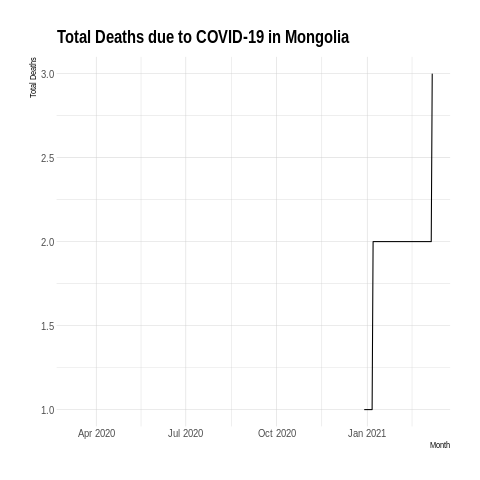 Total Deaths due to COVID-19 in Mongolia
Total Deaths
3.0
2.5
2.0
1.5
1.0
Apr 2020 Jul 2020 Oct 2020 Jan 2021
Month